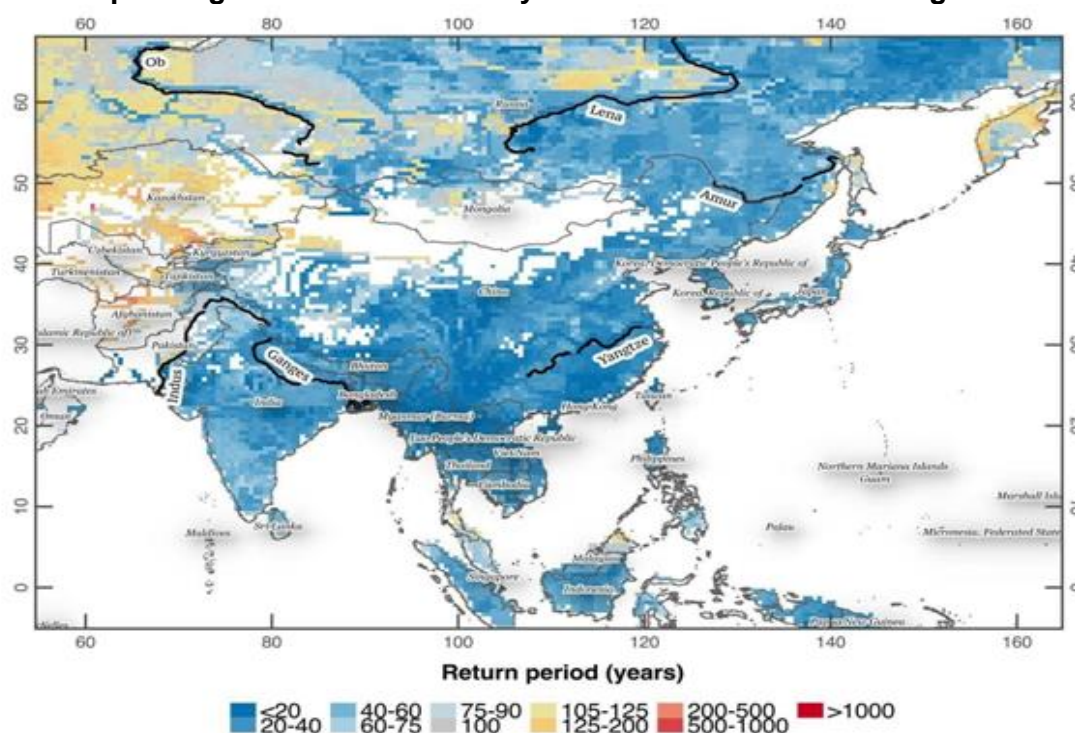 60 80 100 120 140 160
Ob
Russia
Lena
60
50
Kazakhstan
Mongolia
Amur
Uzbekistan
Kyrgyzstan
40
Turkmenistan
Tajikistan
Korea, Democratic People's Republic of
China
Korea, Republic of
Japan
Afghanistan
Islamic Republic of)
Pakistan
30
Yangtze
Ganges
Bhutan
Indus
India
Bangladesh
Emirates
Taiwan
Hong Kong
Oman
20
Myanmar (Burma)
People's Democratic Republic
Viet Nam
Philippines
Thailand
Northern Mariana Islands
Guam
Cambodia
10
Marshall
Sri Lanka
Maldives
Palau
Micronesia, Federated State
Malaysia
Singapore
0
Indonesia
Papua New Guinea
60 80 100 120 140 160
Return period (years)
<20 40-60 75-90 105-125 200-500 >1000
20-40 60-75 100 125-200 500-1000